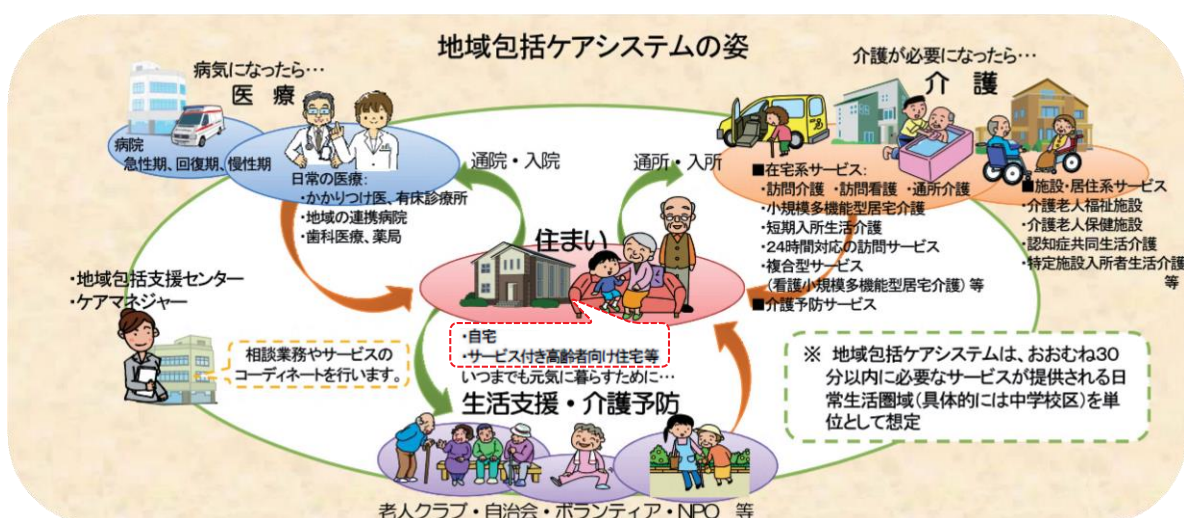 地域包括ケアシステムの姿
病気になったら…
医 療
病院
急性期、回復期、慢性期
日常の医療:
・かかりつけ医、有床診療所
・地域の連携病院
・歯科医療、薬局
通院・入院
通所・入所
介護が必要になったら…
介 護
■在宅系サービス:
・訪問介護 ・訪問看護 ・通所介護
・小規模多機能型居宅介護
・短期入所生活介護
・24時間対応の訪問サービス
・複合型サービス
(看護小規模多機能型居宅介護)等
■介護予防サービス
■施設・居住系サービス
・介護老人福祉施設
・介護老人保健施設
・認知症共同生活介護
・特定施設入所者生活介護
等
住まい
・自宅
・サービス付き高齢者向け住宅等
・地域包括支援センター
・ケアマネジャー
相談業務やサービスの
コーディネートを行います。
いつまでも元気に暮らすために…
生活支援・介護予防
老人クラブ・自治会・ボランティア・NPO 等
※ 地域包括ケアシステムは、おおむね30
分以内に必要なサービスが提供される日
常生活圏域(具体的には中学校区)を単
位として想定